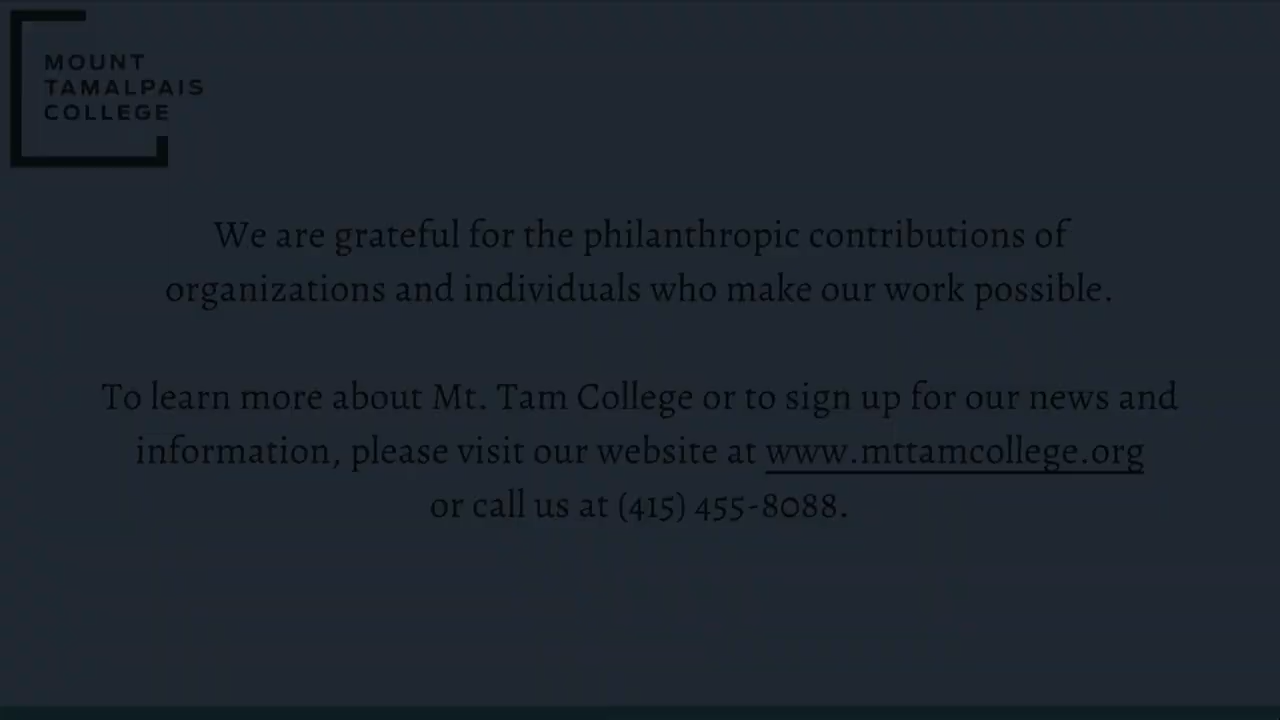 MOUNT
TAMALPAIS
COLLEGE
We are grateful for the philanthropic contributions of
organizations and individuals who make our work possible.
To learn more about Mt. Tam College or to sign up for our news and
information, please visit our website at www.mttamcollege.org
or call us at (415) 455-8088.